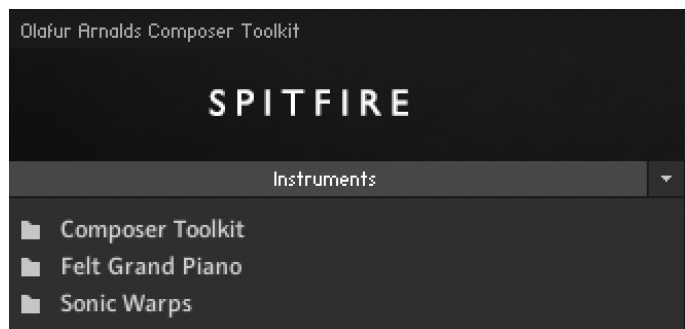 Olafur Arnalds Composer Toolkit
SPITFIRE
Instruments
Composer Toolkit
Felt Grand Piano
Sonic Warps